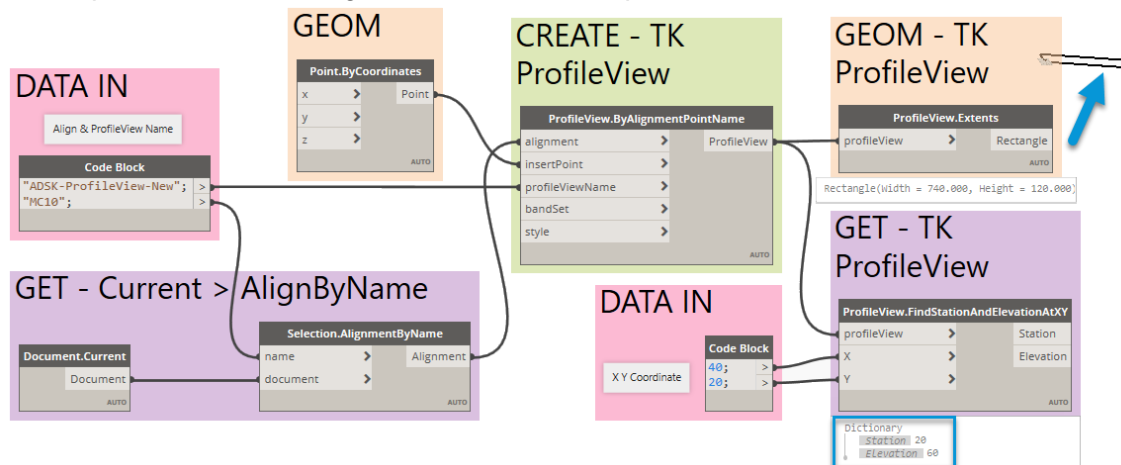 DATA IN
Align & ProfileView Name
Code Block
"ADSK-ProfileView-New"; >
"MC10"; >
GEOM
Point.ByCoordinates
x > Point
y >
z >
AUTO
CREATE - TK
ProfileView
ProfileView.ByAlignmentPointName
alignment > ProfileView
insertPoint >
profileViewName >
bandSet >
style >
AUTO
GEOM - TK
ProfileView
ProfileView.Extents
profileView > Rectangle
AUTO
Rectangle(Width = 740.000, Height = 120.000)
GET - Current > AlignByName
Document.Current
Document
AUTO
Selection.AlignmentByName
name > Alignment
document >
AUTO
DATA IN
X Y Coordinate
Code Block
40; >
20; >
GET - TK
ProfileView
ProfileView.FindStationAndElevationAtXY
profileView > Station
X > Elevation
Y >
AUTO
Dictionary
Station 20
Elevation 60